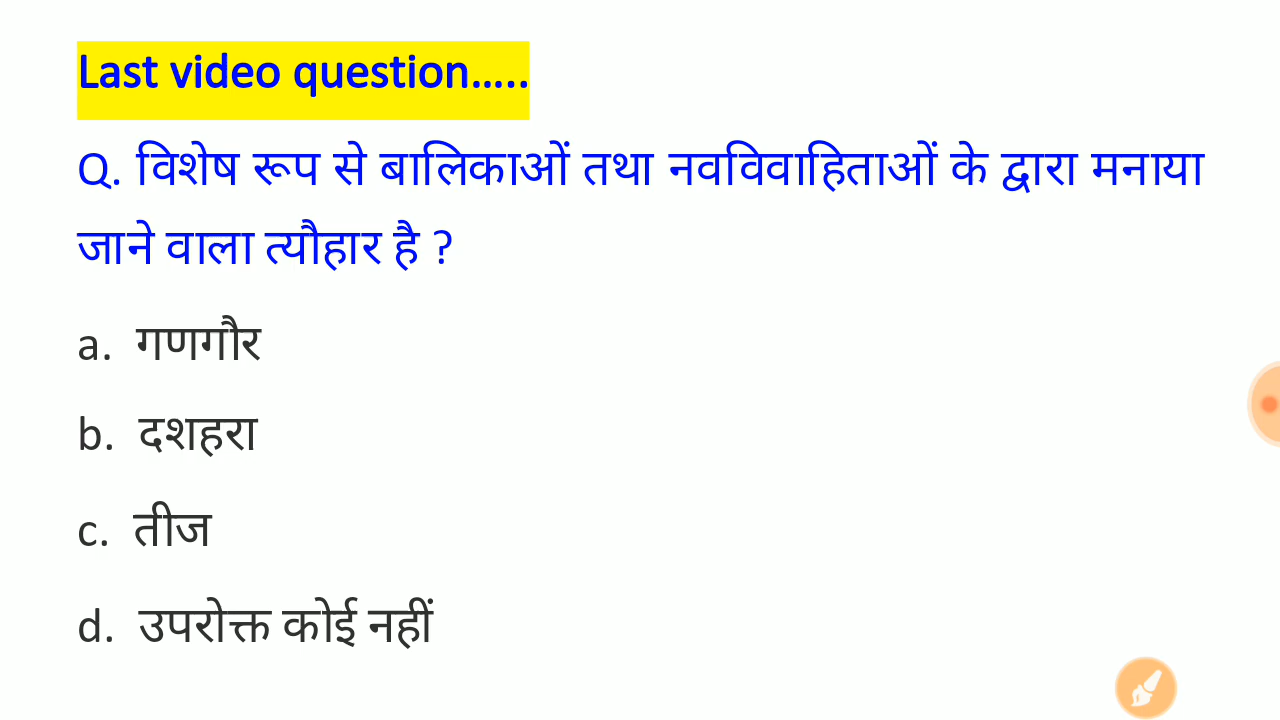 Last video question.....
Q. विशेष रूप से बालिकाओं तथा नवविवाहिताओं के द्वारा मनाया
जाने वाला त्यौहार है ?
a. गणगौर
b. दशहरा
c. तीज
d. उपरोक्त कोई नहीं